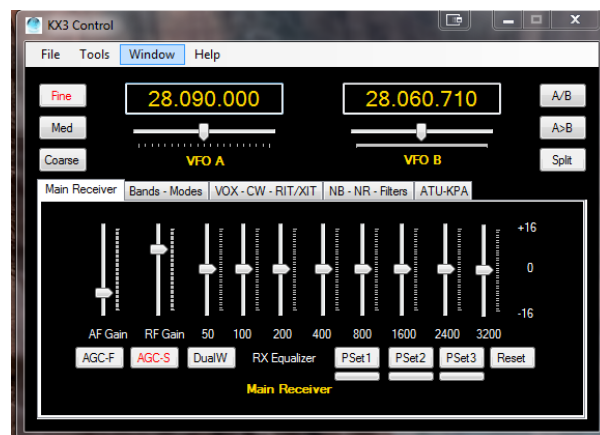 KX3 Control
File Tools Window Help
Fine 28.090.000 28.060.710 A/B
Med A>B
Coarse VFO A VFO B Split
Main Receiver Bands - Modes VOX - CW - RIT/XIT NB - NR - Filters ATU-KPA
+16
0
-16
AF Gain RF Gain 50 100 200 400 800 1600 2400 3200
AGC-F AGC-S DualW RX Equalizer PSet1 PSet2 PSet3 Reset
Main Receiver